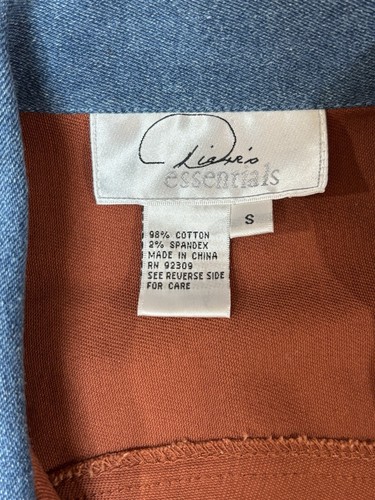 Diane's
essentials
S
98% COTTON
2% SPANDEX
MADE IN CHINA
RN 92309
SEE REVERSE SIDE
FOR CARE